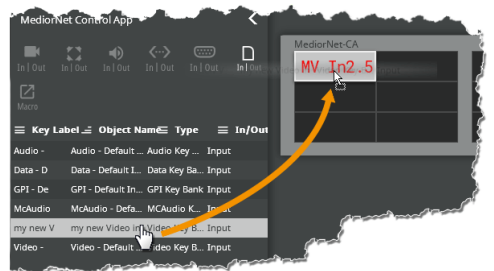 MediorNet Control App
In | Out In | Out In | Out In | Out In | Out In | Out
Macro
Key Label Object Name Type In/Out
Audio - Audio - Default ... Audio Key ... Input
Data - D Data - Default I... Data Key Ba... Input
GPI - De GPI - Default In... GPI Key Bank Input
McAudio McAudio - Defa... MCAudio K... Input
my new V my new Video in Video Key B... Input
Video - Video - Default ... Video Key B... Input
MediorNet-CA
MV In2.5